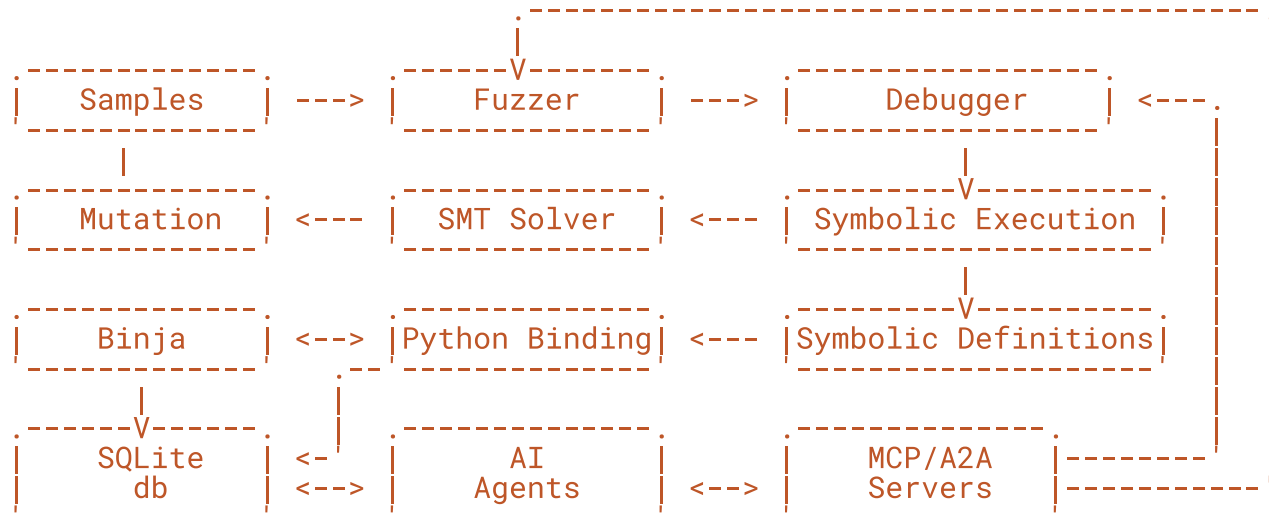 Samples
Fuzzer
Debugger
Mutation
SMT Solver
Symbolic Execution
Binja
Python Binding
Symbolic Definitions
SQLite
db
AI
Agents
MCP/A2A
Servers